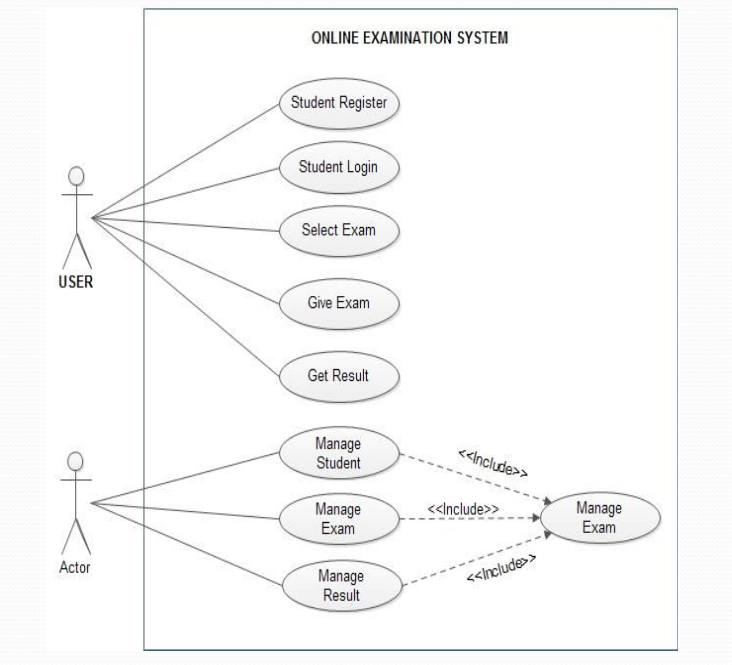 ONLINE EXAMINATION SYSTEM
Student Register
Student Login
Select Exam
USER
Give Exam
Get Result
Manage
Student
<<Include>>
Manage
Exam
<<Include>>
Manage
Exam
Actor
Manage
Result
<<Include>>